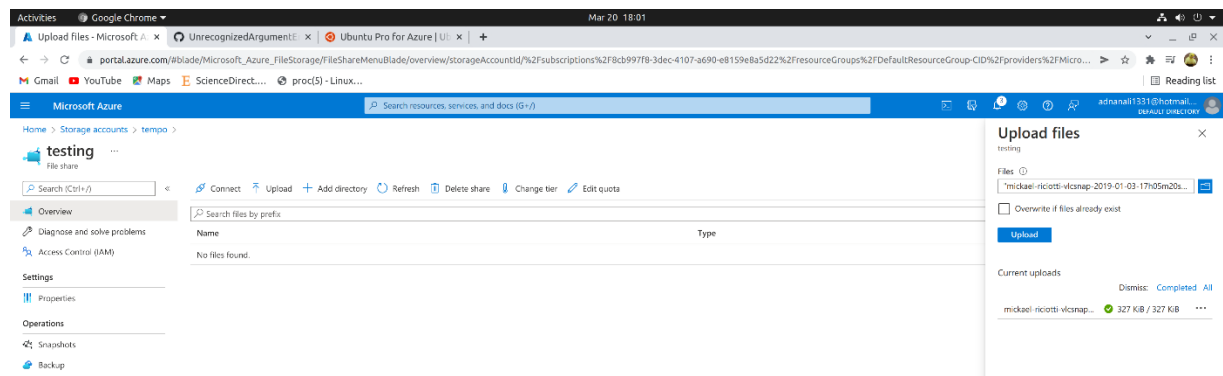 Activities Google Chrome Mar 20 18:01
Upload files - Microsoft A UnrecognizedArgumentE Ubuntu Pro for Azure | Ub
portal.azure.com/#blade/Microsoft_Azure_FileStorage/FileShareMenuBlade/overview/storageAccountId/%2Fsubscriptions%2F8cb997f8-3dec-4107-a690-e8159e8a5d22%2FresourceGroups%2FDefaultResourceGroup-CID%2Fproviders%2FMicro...
Gmail YouTube Maps ScienceDirect.... proc(5) - Linux... Reading list
Microsoft Azure Search resources, services, and docs (G+/) 3 adnanali1331@hotmail...
DEFAULT DIRECTORY
Home > Storage accounts > tempo >
testing ...
File share
Search (Ctrl+/) «
Overview
Diagnose and solve problems
Access Control (IAM)
Settings
Properties
Operations
Snapshots
Backup
Connect Upload Add directory Refresh Delete share Change tier Edit quota
Search files by prefix
Name Type
No files found.
Upload files
testing
Files
"mickael-riciotti-vlcsnap-2019-01-03-17h05m20s...
Overwrite if files already exist
Upload
Current uploads
Dismiss: Completed All
mickael-riciotti-vlcsnap... 327 KiB / 327 KiB ...